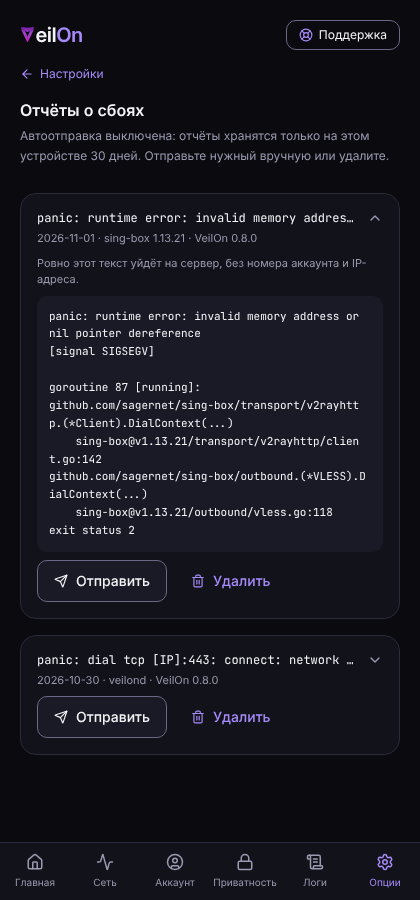 VeilOn
Поддержка
Настройки
Отчёты о сбоях
Автоотправка выключена: отчёты хранятся только на этом
устройстве 30 дней. Отправьте нужный вручную или удалите.
panic: runtime error: invalid memory addres…
2026-11-01 · sing-box 1.13.21 · VeilOn 0.8.0
Ровно этот текст уйдёт на сервер, без номера аккаунта и IP-
адреса.
panic: runtime error: invalid memory address or
nil pointer dereference
[signal SIGSEGV]
goroutine 87 [running]:
github.com/sagernet/sing-box/transport/v2rayhtt
p.(*Client).DialContext(...)
sing-box@v1.13.21/transport/v2rayhttp/clien
t.go:142
github.com/sagernet/sing-box/outbound.(*VLESS).D
ialContext(...)
sing-box@v1.13.21/outbound/vless.go:118
exit status 2
Отправить
Удалить
panic: dial tcp [IP]:443: connect: network …
2026-10-30 · veilond · VeilOn 0.8.0
Отправить
Удалить
Главная
Сеть
Аккаунт
Приватность
Логи
Опции